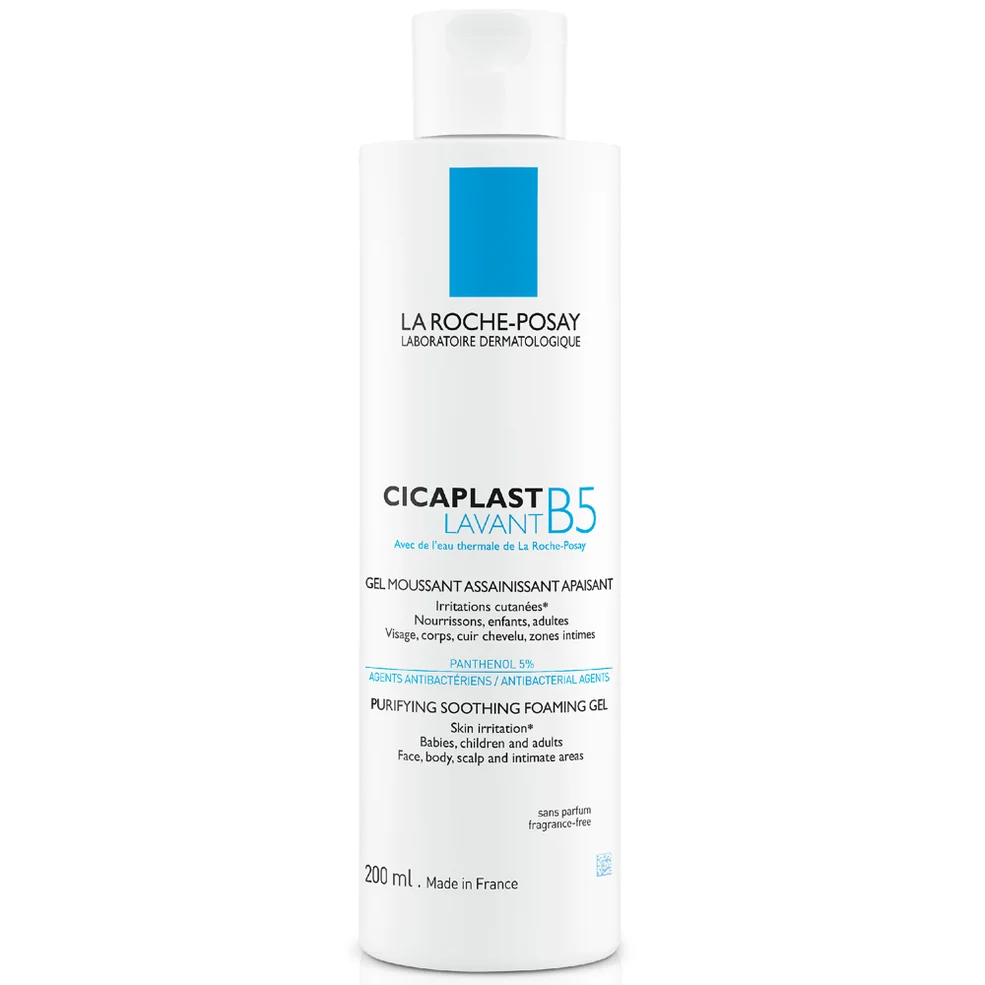 LA ROCHE-POSAY
LABORATOIRE DERMATOLOGIQUE
CICAPLAST
LAVANT B5
Avec de l'eau thermale de La Roche-Posay
GEL MOUSSANT ASSAINISSANT APAISANT
Irritations cutanées*
Nourrissons, enfants, adultes
Visage, corps, cuir chevelu, zones intimes
PANTHENOL 5%
AGENTS ANTIBACTÉRIENS / ANTIBACTERIAL AGENTS
PURIFYING SOOTHING FOAMING GEL
Skin irritation*
Babies, children and adults
Face, body, scalp and intimate areas
sans parfum
fragrance-free
200 ml . Made in France